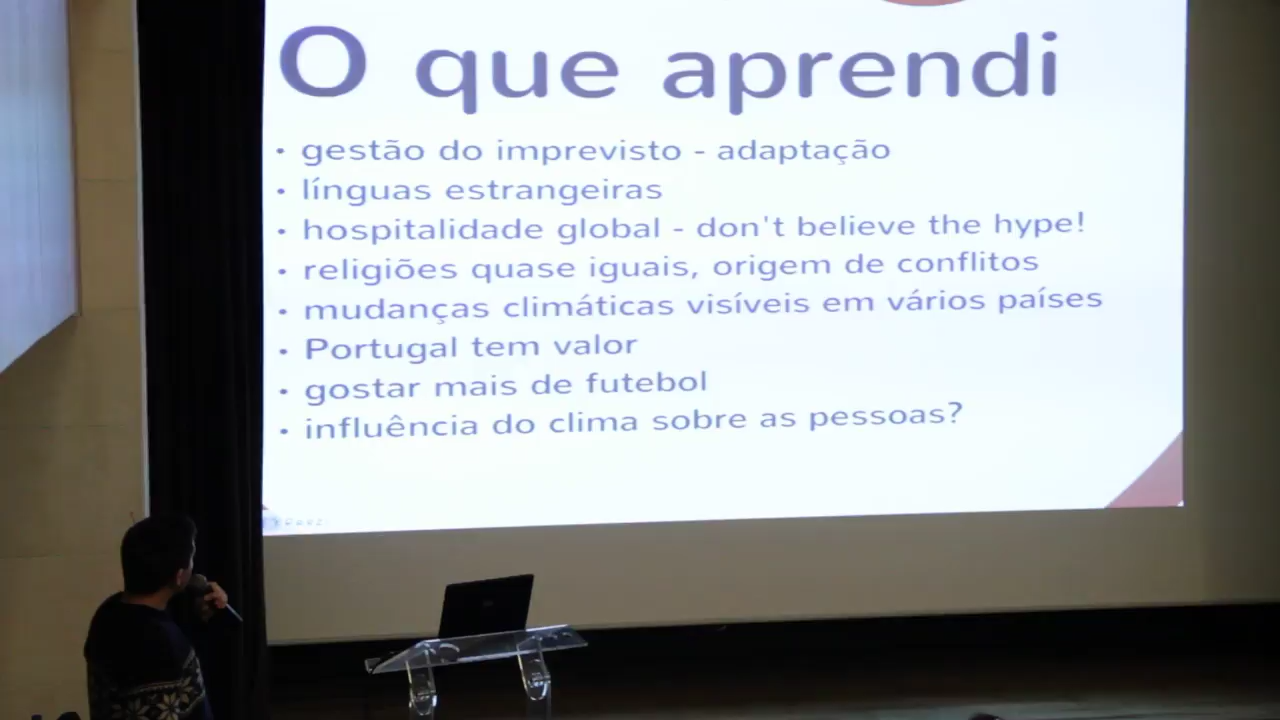 O que aprendi
• gestão do imprevisto - adaptação
• línguas estrangeiras
• hospitalidade global - don't believe the hype!
• religiões quase iguais, origem de conflitos
• mudanças climáticas visíveis em vários países
• Portugal tem valor
• gostar mais de futebol
• influência do clima sobre as pessoas?